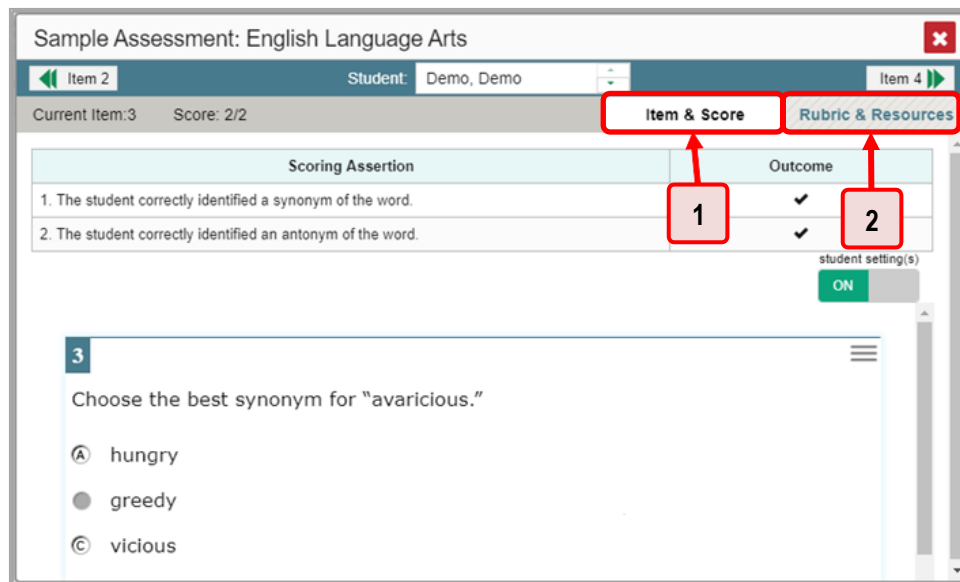 Sample Assessment: English Language Arts
Item 2 Student: Demo, Demo Item 4
Current Item:3 Score: 2/2 Item & Score Rubric & Resources
Scoring Assertion Outcome
1. The student correctly identified a synonym of the word.
2. The student correctly identified an antonym of the word.
1 2
student setting(s)
ON
3
Choose the best synonym for “avaricious.”
A hungry
greedy
C vicious